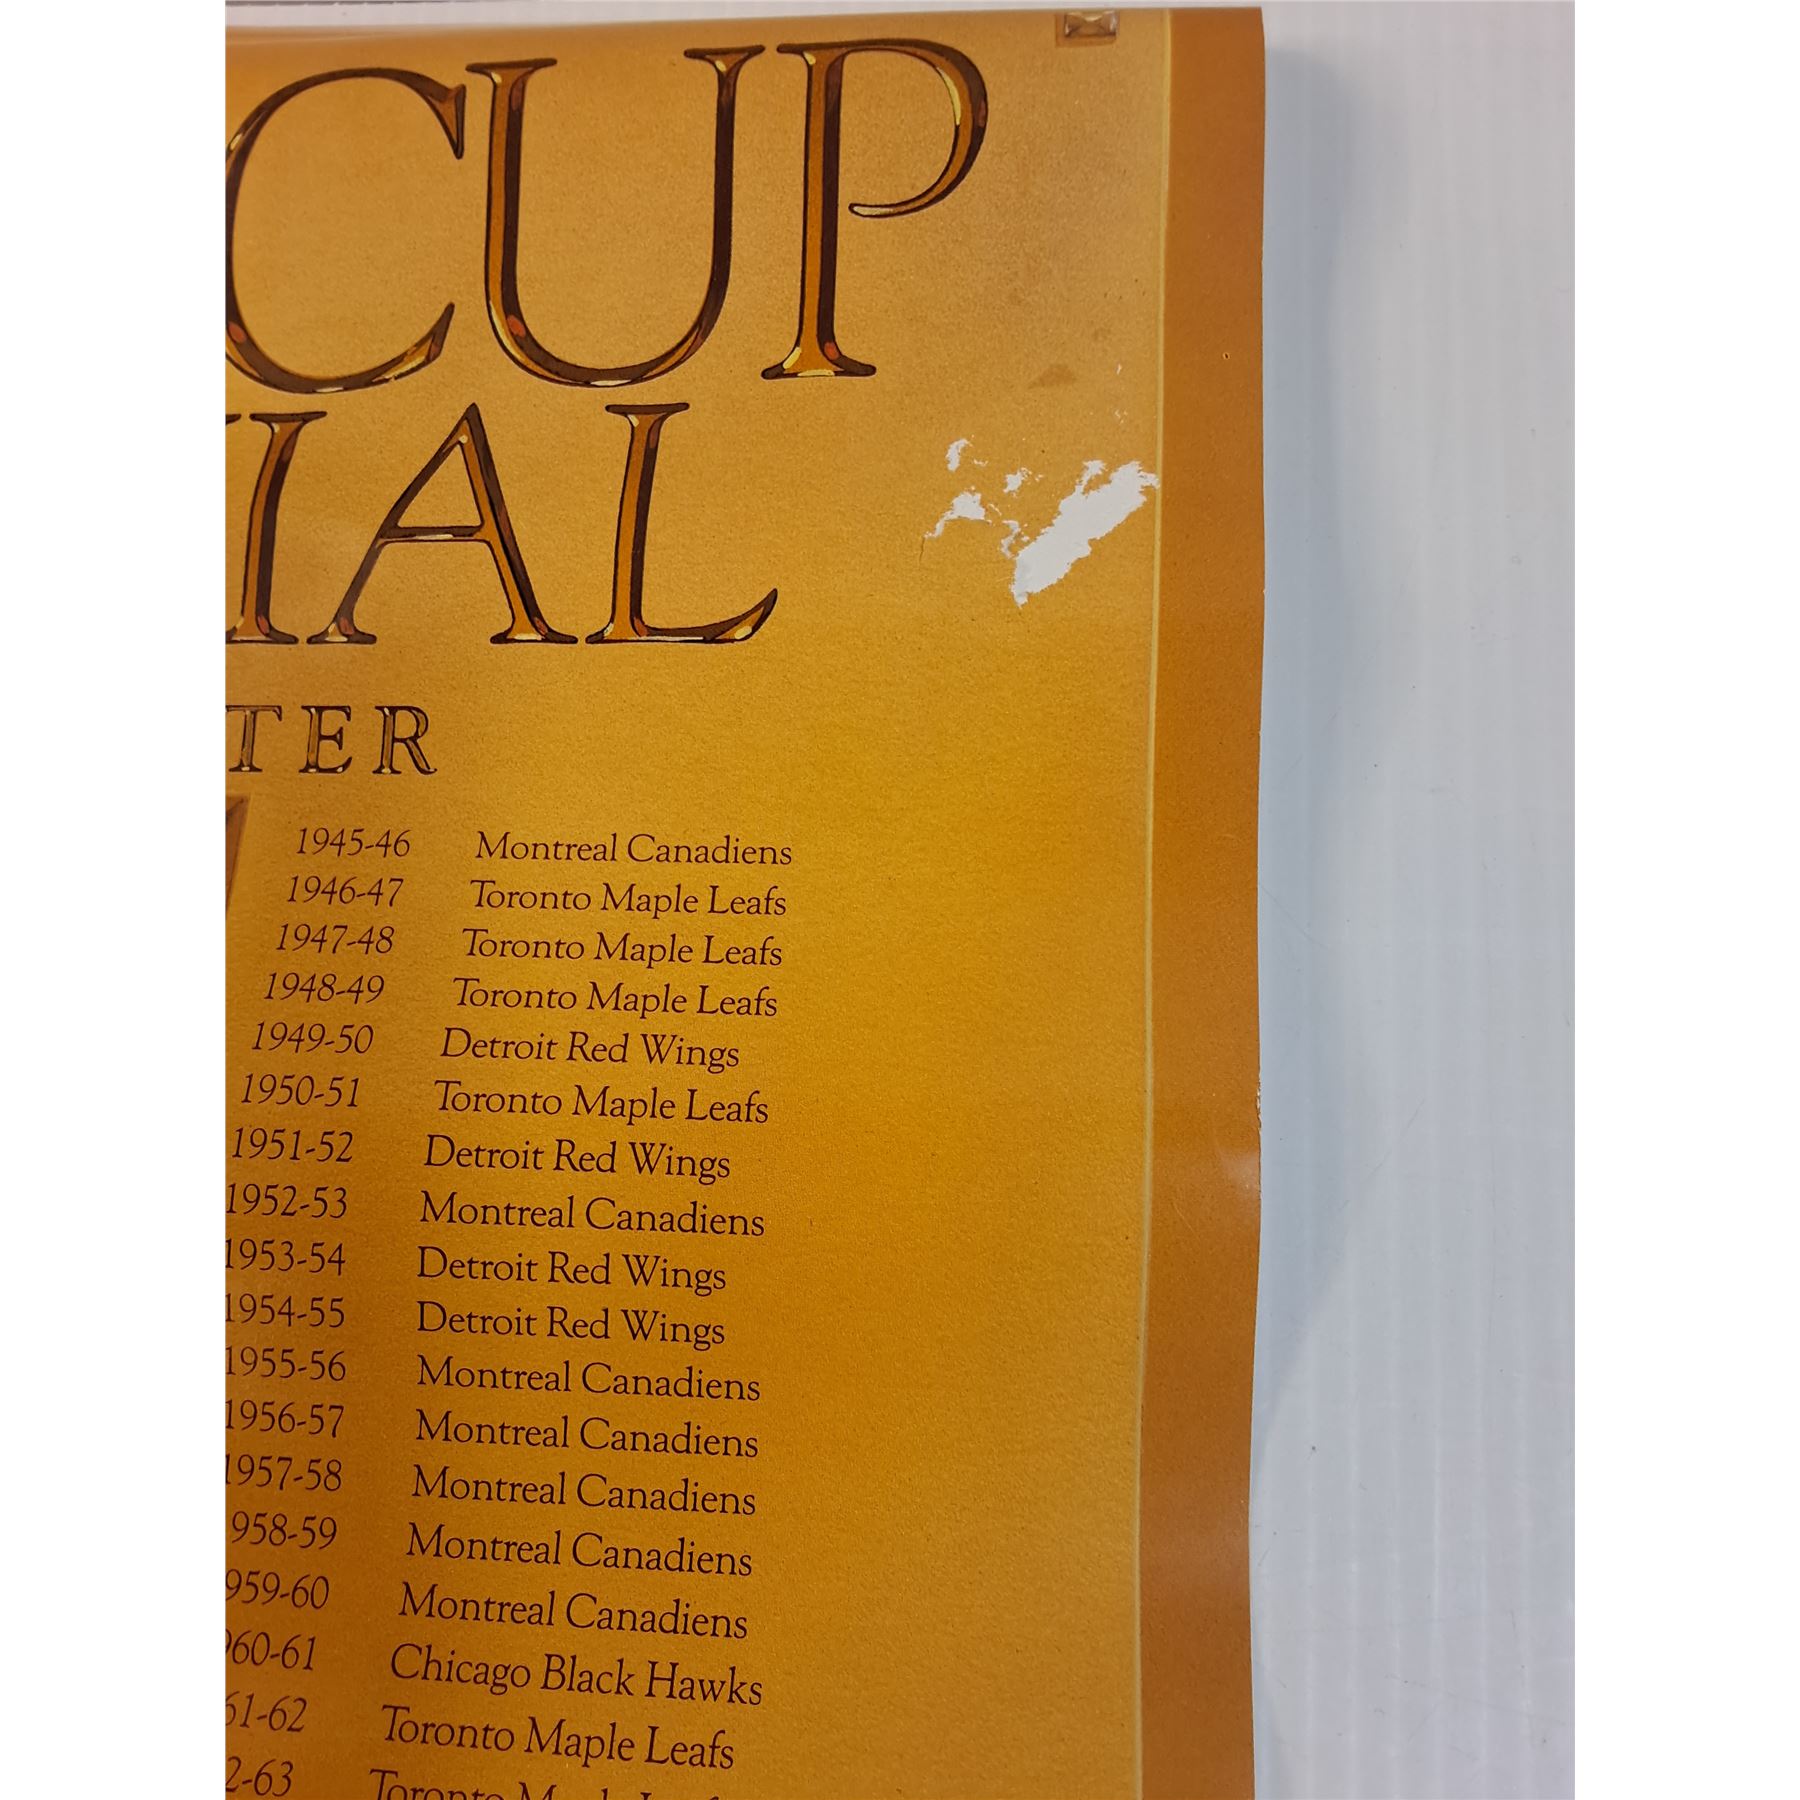 CUP
IAL
TER
1945-46 Montreal Canadiens
1946-47 Toronto Maple Leafs
1947-48 Toronto Maple Leafs
1948-49 Toronto Maple Leafs
1949-50 Detroit Red Wings
1950-51 Toronto Maple Leafs
1951-52 Detroit Red Wings
1952-53 Montreal Canadiens
1953-54 Detroit Red Wings
1954-55 Detroit Red Wings
1955-56 Montreal Canadiens
1956-57 Montreal Canadiens
1957-58 Montreal Canadiens
958-59 Montreal Canadiens
959-60 Montreal Canadiens
60-61 Chicago Black Hawks
61-62 Toronto Maple Leafs
2-63 Toronto